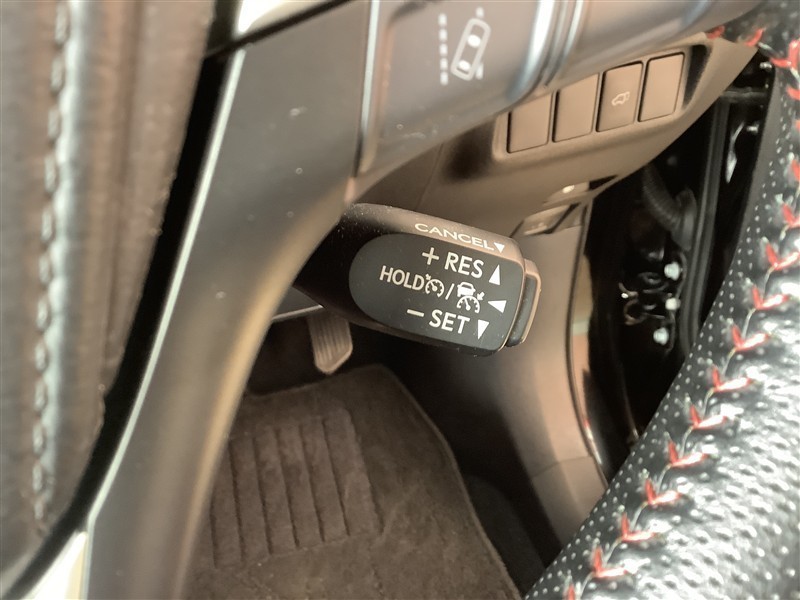 CANCEL▼
+ RES ▲
HOLD / ◀
− SET ▼